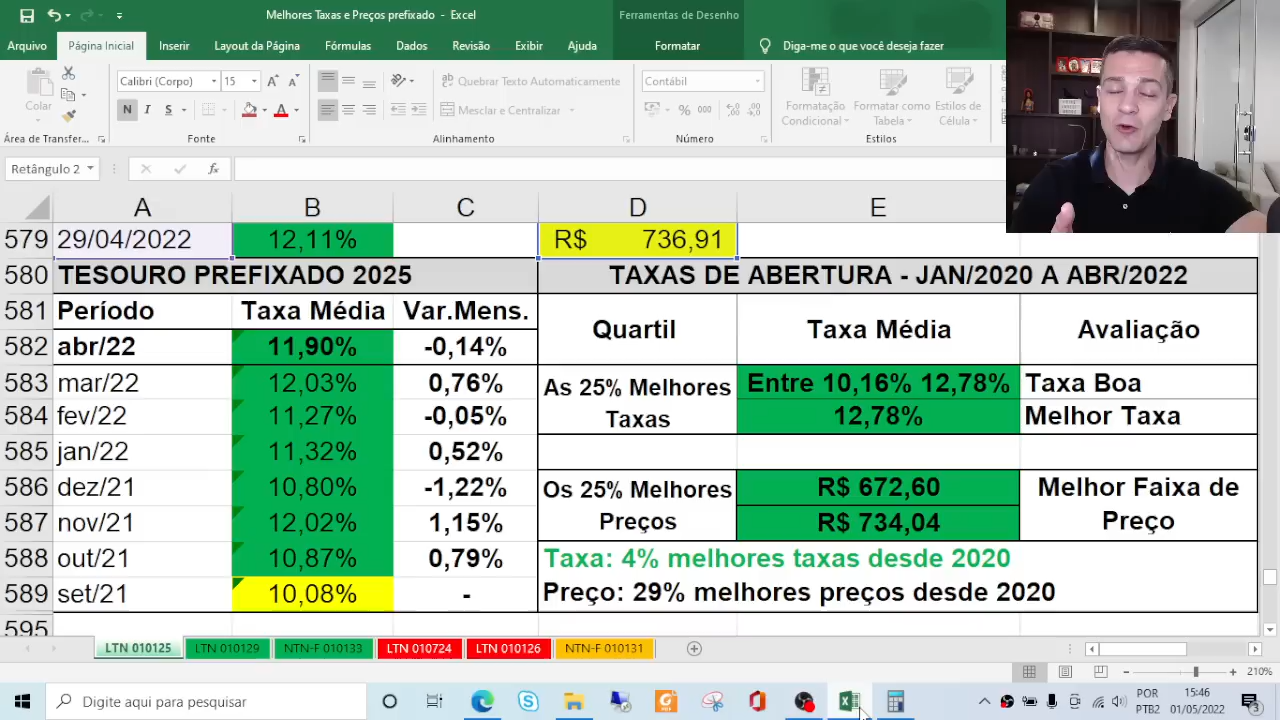 Melhores Taxas e Preços prefixado - Excel
Ferramentas de Desenho
Arquivo Página Inicial Inserir Layout da Página Fórmulas Dados Revisão Exibir Ajuda Formatar Diga-me o que você deseja fazer
Colar
Calibri (Corpo) 15
N I S
Quebrar Texto Automaticamente
Mesclar e Centralizar
Contábil
% 000
Formatação Condicional
Formatar como Tabela
Estilos de Célula
Área de Transfer... Fonte Alinhamento Número Estilos
Retângulo 2 fx
A B C D E
579 29/04/2022 12,11% R$ 736,91
580 TESOURO PREFIXADO 2025 TAXAS DE ABERTURA - JAN/2020 A ABR/2022
581 Período Taxa Média Var.Mens. Quartil Taxa Média Avaliação
582 abr/22 11,90% -0,14%
583 mar/22 12,03% 0,76% As 25% Melhores Entre 10,16% 12,78% Taxa Boa
584 fev/22 11,27% -0,05% Taxas 12,78% Melhor Taxa
585 jan/22 11,32% 0,52%
586 dez/21 10,80% -1,22% Os 25% Melhores R$ 672,60 Melhor Faixa de
587 nov/21 12,02% 1,15% Preços R$ 734,04 Preço
588 out/21 10,87% 0,79% Taxa: 4% melhores taxas desde 2020
589 set/21 10,08% - Preço: 29% melhores preços desde 2020
595
LTN 010125 LTN 010129 NTN-F 010133 LTN 010724 LTN 010126 NTN-F 010131
210%
Digite aqui para pesquisar
POR 15:46
PTB2 01/05/2022
3